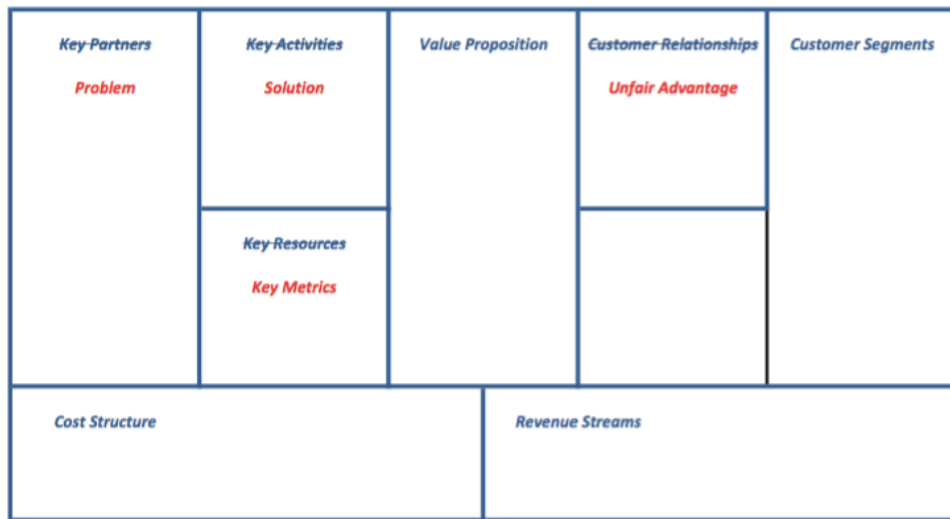 Key Partners
Problem
Key Activities
Solution
Key Resources
Key Metrics
Value Proposition
Customer Relationships
Unfair Advantage
Customer Segments
Cost Structure
Revenue Streams